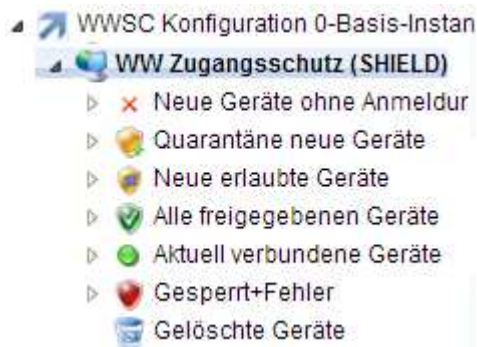 WWSC Konfiguration 0-Basis-Instan
WW Zugangsschutz (SHIELD)
Neue Geräte ohne Anmeldur
Quarantäne neue Geräte
Neue erlaubte Geräte
Alle freigegebenen Geräte
Aktuell verbundene Geräte
Gesperrt+Fehler
Gelöschte Geräte